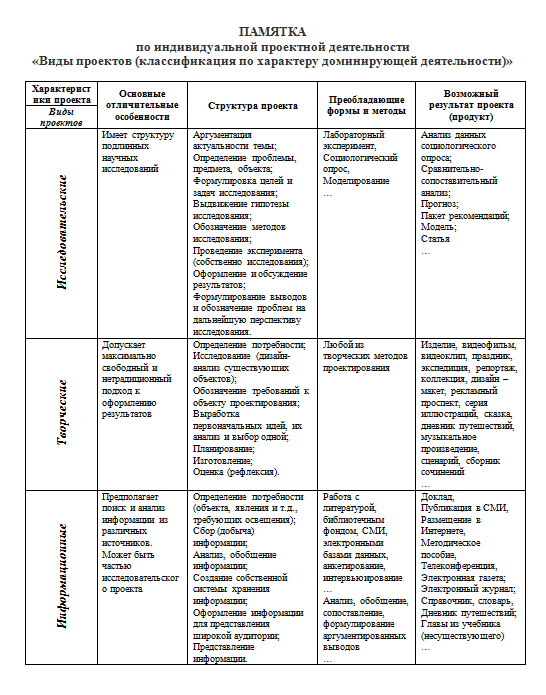 ПАМЯТКА
по индивидуальной проектной деятельности
«Виды проектов (классификация по характеру доминирующей деятельности)»
Характерист
ики проекта
Виды
проектов
Основные
отличительные
особенности
Структура проекта
Преобладающие
формы и методы
Возможный
результат проекта
(продукт)
Исследовательские
Имеет структуру
подлинных
научных
исследований
Аргументация
актуальности темы;
Определение проблемы,
предмета, объекта;
Формулировка целей и
задач исследования;
Выдвижение гипотезы
исследования;
Обозначение методов
исследования;
Проведение эксперимента
(собственно исследования);
Оформление и обсуждение
результатов;
Формулирование выводов
и обозначение проблем на
дальнейшую перспективу
исследования.
Лабораторный
эксперимент,
Социологический
опрос,
Моделирование
…
Анализ данных
социологического
опроса;
Сравнительно-
сопоставительный
анализ;
Прогноз;
Пакет рекомендаций;
Модель;
Статья
…
Творческие
Допускает
максимально
свободный и
нетрадиционный
подход к
оформлению
результатов
Определение потребности;
Исследование (дизайн-
анализ существующих
объектов);
Обозначение требований к
объекту проектирования;
Выработка
первоначальных идей, их
анализ и выбор одной;
Планирование;
Изготовление;
Оценка (рефлексия).
Любой из
творческих методов
проектирования
Изделие, видеофильм,
видеоклип, праздник,
экспедиция, репортаж,
коллекция, дизайн –
макет, рекламный
проспект, серия
иллюстраций, сказка,
дневник путешествий,
музыкальное
произведение,
сценарий, сборник
сочинений
…
Информационные
Предполагает
поиск и анализ
информации из
различных
источников.
Может быть
частью
исследовательског
о проекта
Определение потребности
(объекта, явления и т.д.,
требующих освещения);
Сбор (добыча)
информации;
Анализ, обобщение
информации;
Создание собственной
системы хранения
информации;
Оформление информации
для представления
широкой аудитории;
Представление
информации.
Работа с
литературой,
библиотечным
фондом, СМИ,
электронными
базами данных,
анкетирование,
интервьюирование
…
Анализ, обобщение,
сопоставление,
формулирование
аргументированных
выводов
…
Доклад,
Публикация в СМИ,
Размещение в
Интернете,
Методическое
пособие,
Телеконференция,
Электронная газета;
Электронный журнал;
Справочник, словарь,
Дневник путешествий;
Главы из учебника
(несуществующего)
…